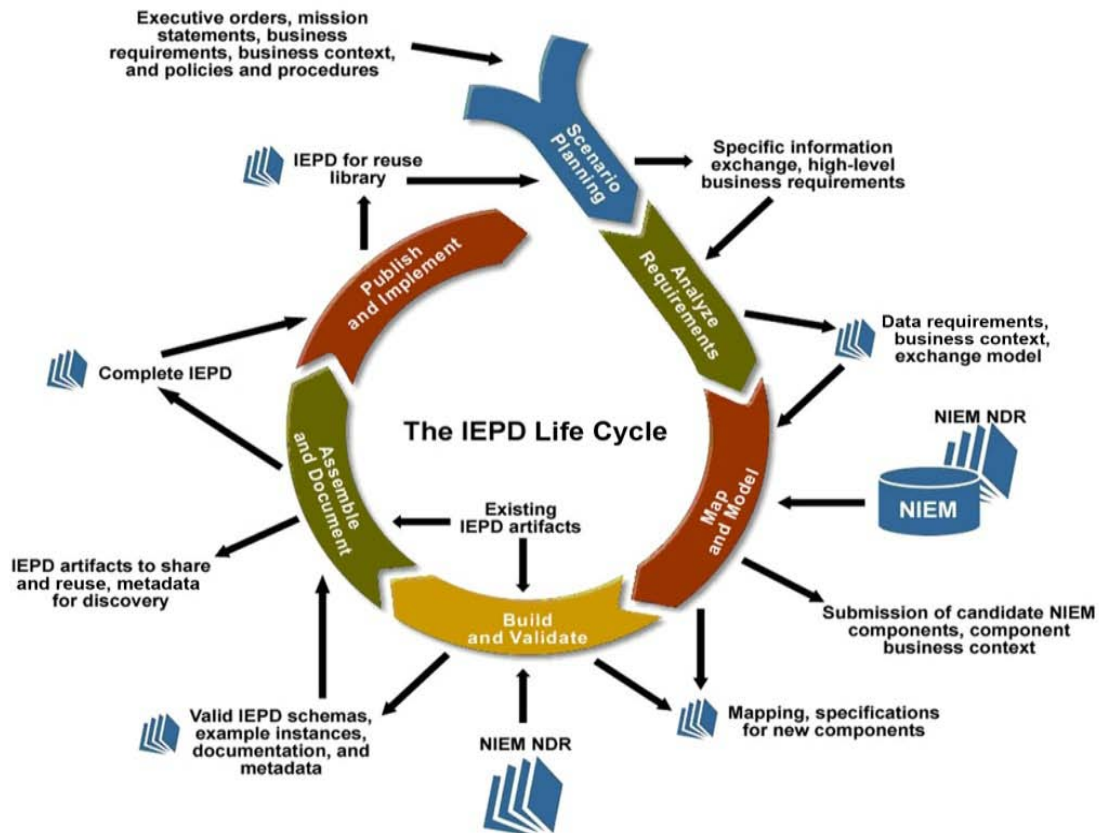 Executive orders, mission
statements, business
requirements, business context,
and policies and procedures
Scenario
Planning
IEPD for reuse
library
Specific information
exchange, high-level
business requirements
Publish
and Implement
Analyze
Requirements
Data requirements,
business context,
exchange model
Complete IEPD
The IEPD Life Cycle
NIEM NDR
NIEM
Assemble
and Document
Map
and Model
Existing
IEPD artifacts
IEPD artifacts to share
and reuse, metadata
for discovery
Build
and Validate
Submission of candidate NIEM
components, component
business context
Valid IEPD schemas,
example instances,
documentation, and
metadata
NIEM NDR
Mapping, specifications
for new components